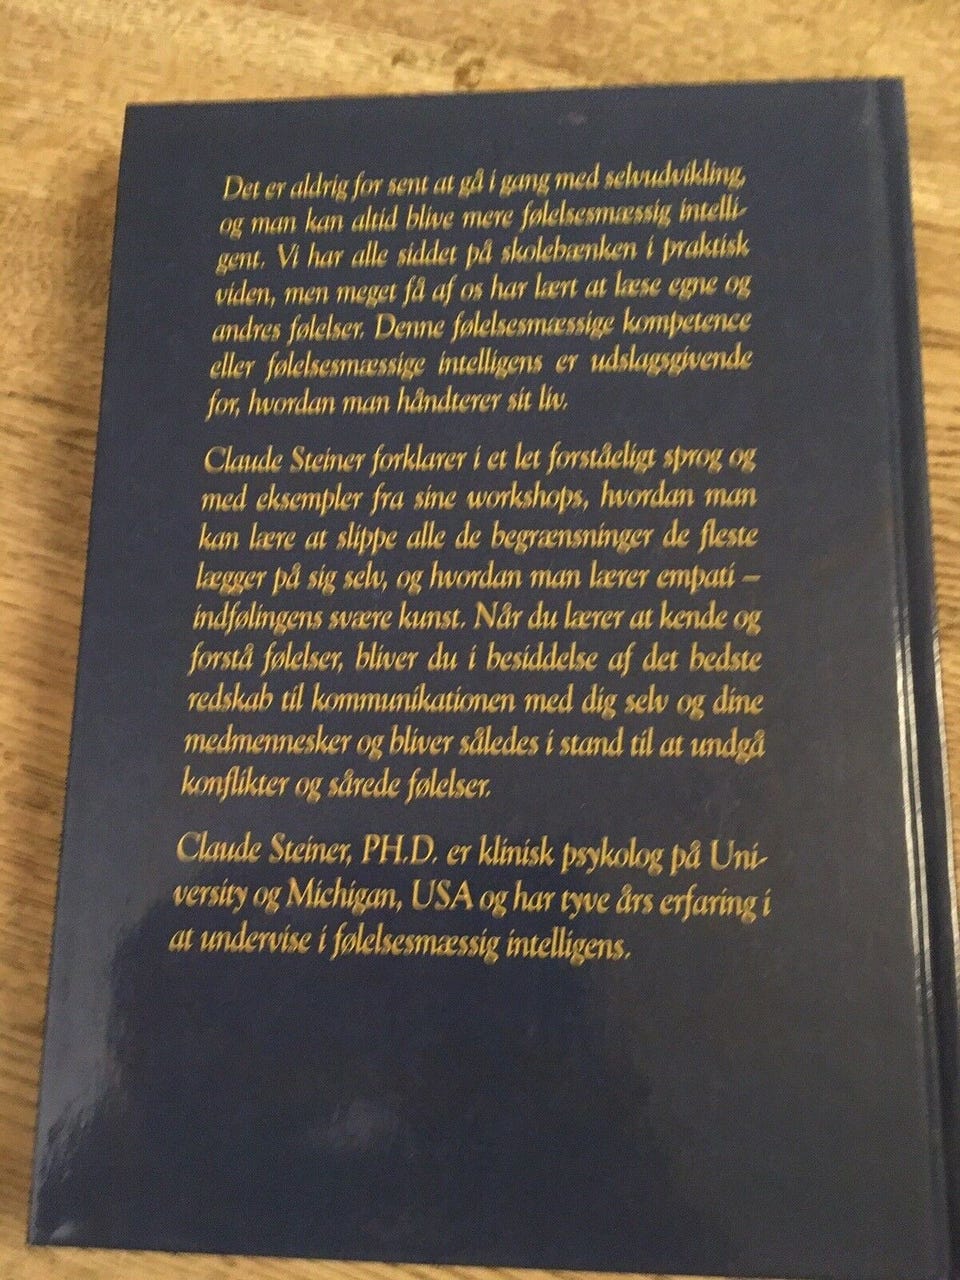 Det er aldrig for sent at gå i gang med selvudvikling,
og man kan altid blive mere følelsesmæssig intelli-
gent. Vi har alle siddet på skolebænken i praktisk
viden, men meget få af os har lært at læse egne og
andres følelser. Denne følelsesmæssige kompetence
eller følelsesmæssige intelligens er udslagsgivende
for, hvordan man håndterer sit liv.
Claude Steiner forklarer i et let forståeligt sprog og
med eksempler fra sine workshops, hvordan man
kan lære at slippe alle de begrænsninger de fleste
lægger på sig selv, og hvordan man lærer empati –
indfølingens svære kunst. Når du lærer at kende og
forstå følelser, bliver du i besiddelse af det bedste
redskab til kommunikationen med dig selv og dine
medmennesker og bliver således i stand til at undgå
konflikter og sårede følelser.
Claude Steiner, PH.D. er klinisk psykolog på Uni-
versity og Michigan, USA og har tyve års erfaring i
at undervise i følelsesmæssig intelligens.